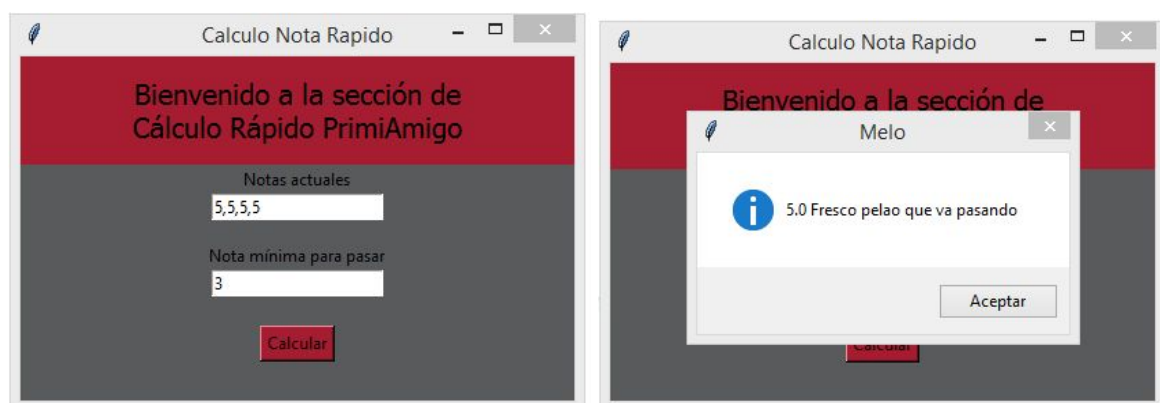 Calculo Nota Rapido
Bienvenido a la sección de
Cálculo Rápido PrimiAmigo
Notas actuales
5,5,5,5
Nota mínima para pasar
3
Calcular
Calculo Nota Rapido
Bienvenido a la sección de
Melo
5.0 Fresco pelao que va pasando
Aceptar
Calcular